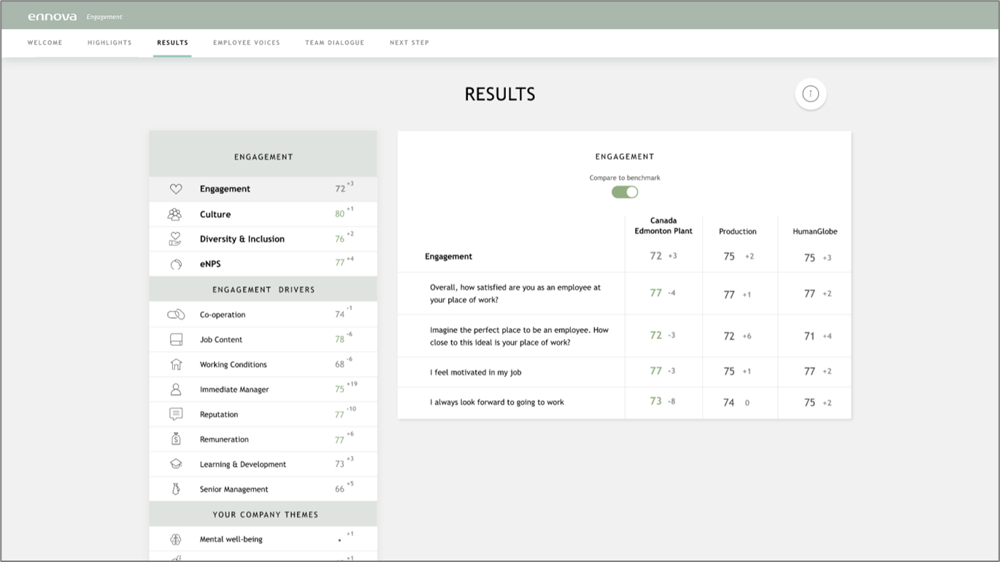 ennova Engagement
WELCOME HIGHLIGHTS RESULTS EMPLOYEE VOICES TEAM DIALOGUE NEXT STEP
RESULTS
ENGAGEMENT
Engagement 72 +3
Culture 80 +1
Diversity & Inclusion 76 +2
eNPS 77 +4
ENGAGEMENT DRIVERS
Co-operation 74 -1
Job Content 78 -6
Working Conditions 68 -6
Immediate Manager 75 +19
Reputation 77 -10
Remuneration 77 +6
Learning & Development 73 +3
Senior Management 66 +5
YOUR COMPANY THEMES
Mental well-being +1
+1
ENGAGEMENT
Compare to benchmark
Canada
Edmonton Plant Production HumanGlobe
Engagement 72 +3 75 +2 75 +3
Overall, how satisfied are you as an employee at
your place of work?
77 -4 77 +1 77 +2
Imagine the perfect place to be an employee. How
close to this ideal is your place of work?
72 -3 72 +6 71 +4
I feel motivated in my job 77 -3 75 +1 77 +2
I always look forward to going to work 73 -8 74 0 75 +2